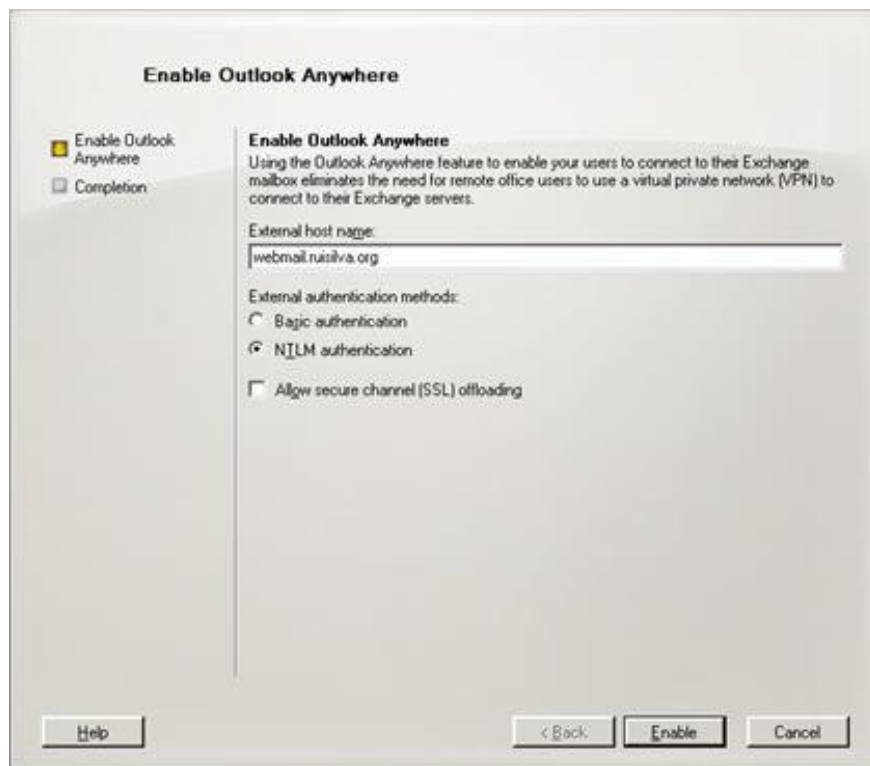 Enable Outlook Anywhere
Enable Outlook
Anywhere
Completion
Enable Outlook Anywhere
Using the Outlook Anywhere feature to enable your users to connect to their Exchange
mailbox eliminates the need for remote office users to use a virtual private network (VPN) to
connect to their Exchange servers.
External host name:
webmail.ruisilva.org
External authentication methods:
Basic authentication
NTLM authentication
Allow secure channel (SSL) offloading
Help
< Back
Enable
Cancel